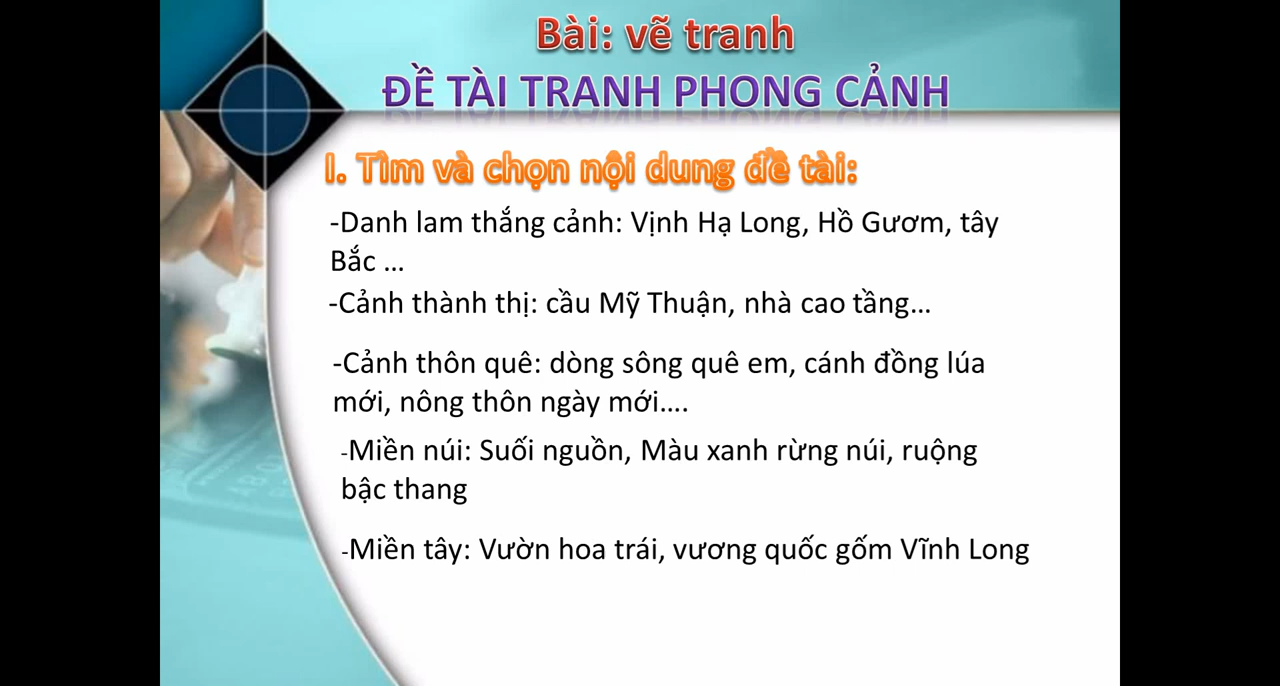 Bài: vẽ tranh
ĐỀ TÀI TRANH PHONG CẢNH
I. Tìm và chọn nội dung đề tài:
-Danh lam thắng cảnh: Vịnh Hạ Long, Hồ Gươm, tây
Bắc ...
-Cảnh thành thị: cầu Mỹ Thuận, nhà cao tầng...
-Cảnh thôn quê: dòng sông quê em, cánh đồng lúa
mới, nông thôn ngày mới....
-Miền núi: Suối nguồn, Màu xanh rừng núi, ruộng
bậc thang
-Miền tây: Vườn hoa trái, vương quốc gốm Vĩnh Long